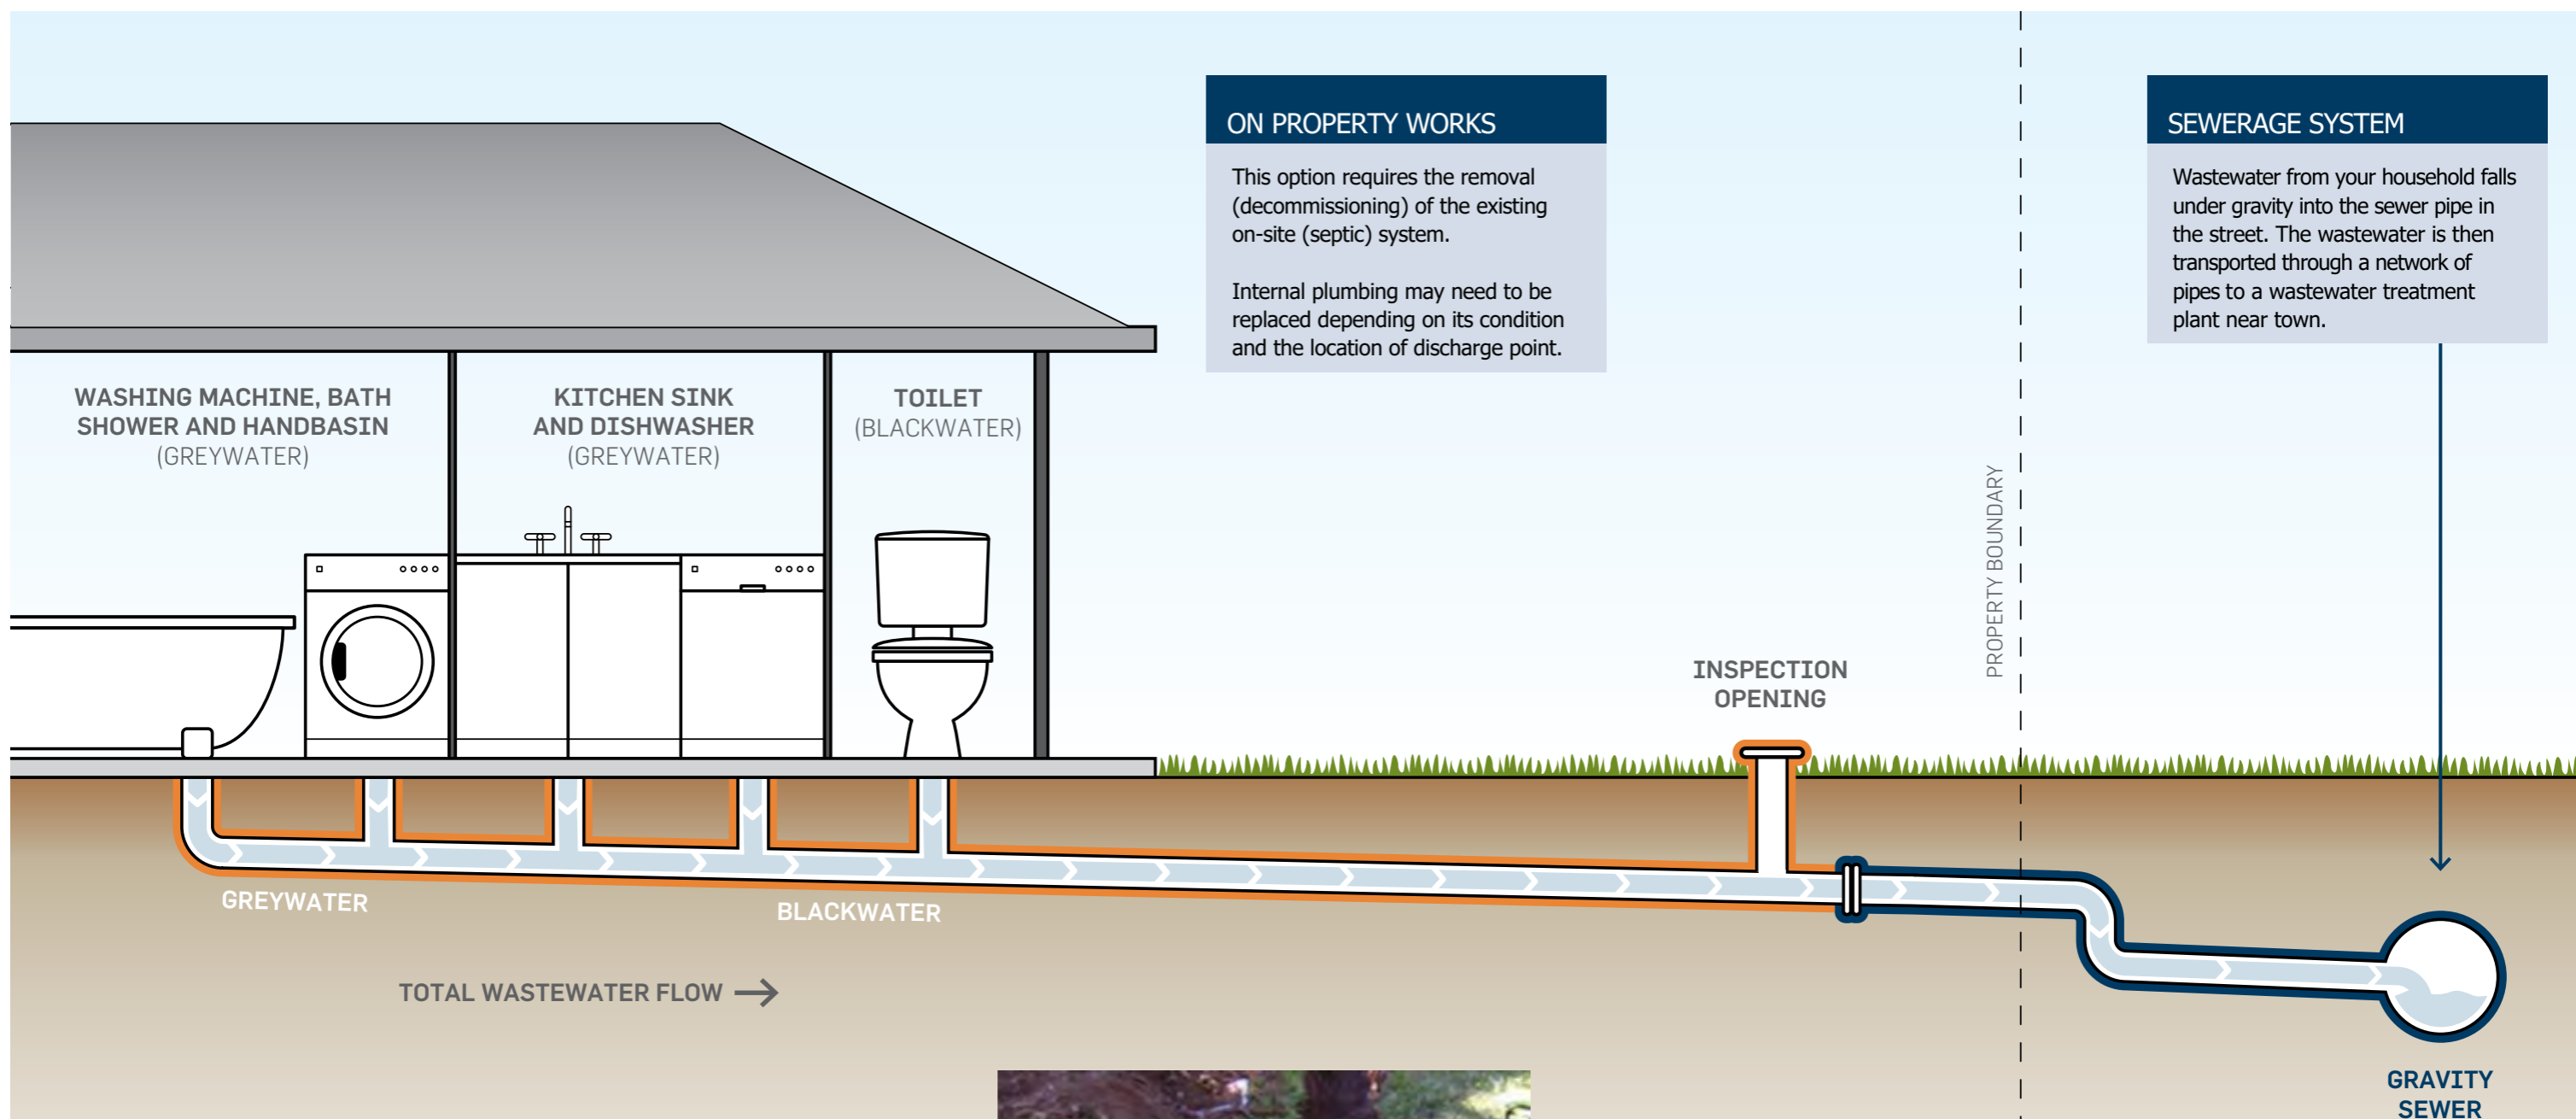 ON PROPERTY WORKS
This option requires the removal
(decommissioning) of the existing
on-site (septic) system.
Internal plumbing may need to be
replaced depending on its condition
and the location of discharge point.
SEWERAGE SYSTEM
Wastewater from your household falls
under gravity into the sewer pipe in
the street. The wastewater is then
transported through a network of
pipes to a wastewater treatment
plant near town.
WASHING MACHINE, BATH
SHOWER AND HANDBASIN
(GREYWATER)
KITCHEN SINK
AND DISHWASHER
(GREYWATER)
TOILET
(BLACKWATER)
PROPERTY BOUNDARY
INSPECTION
OPENING
GREYWATER
BLACKWATER
TOTAL WASTEWATER FLOW
GRAVITY
SEWER